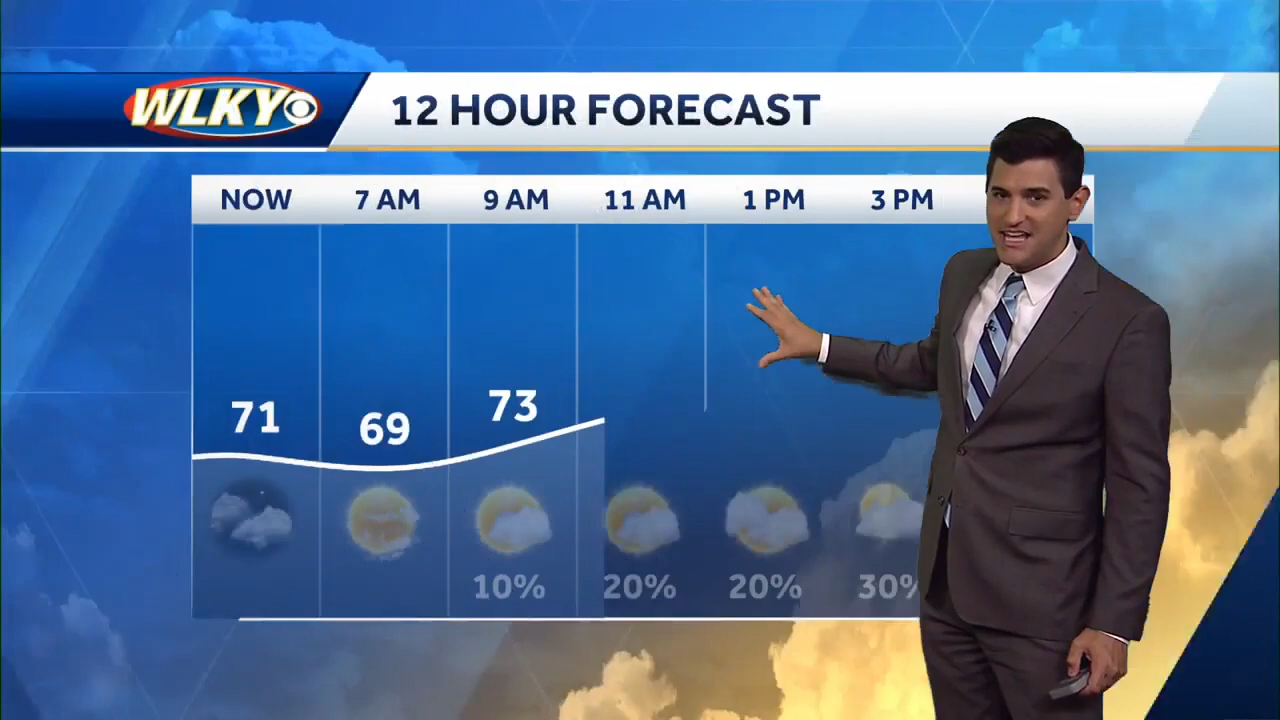 WLKY
12 HOUR FORECAST
NOW 7 AM 9 AM 11 AM 1 PM 3 PM
71 69 73
10% 20% 20% 30%